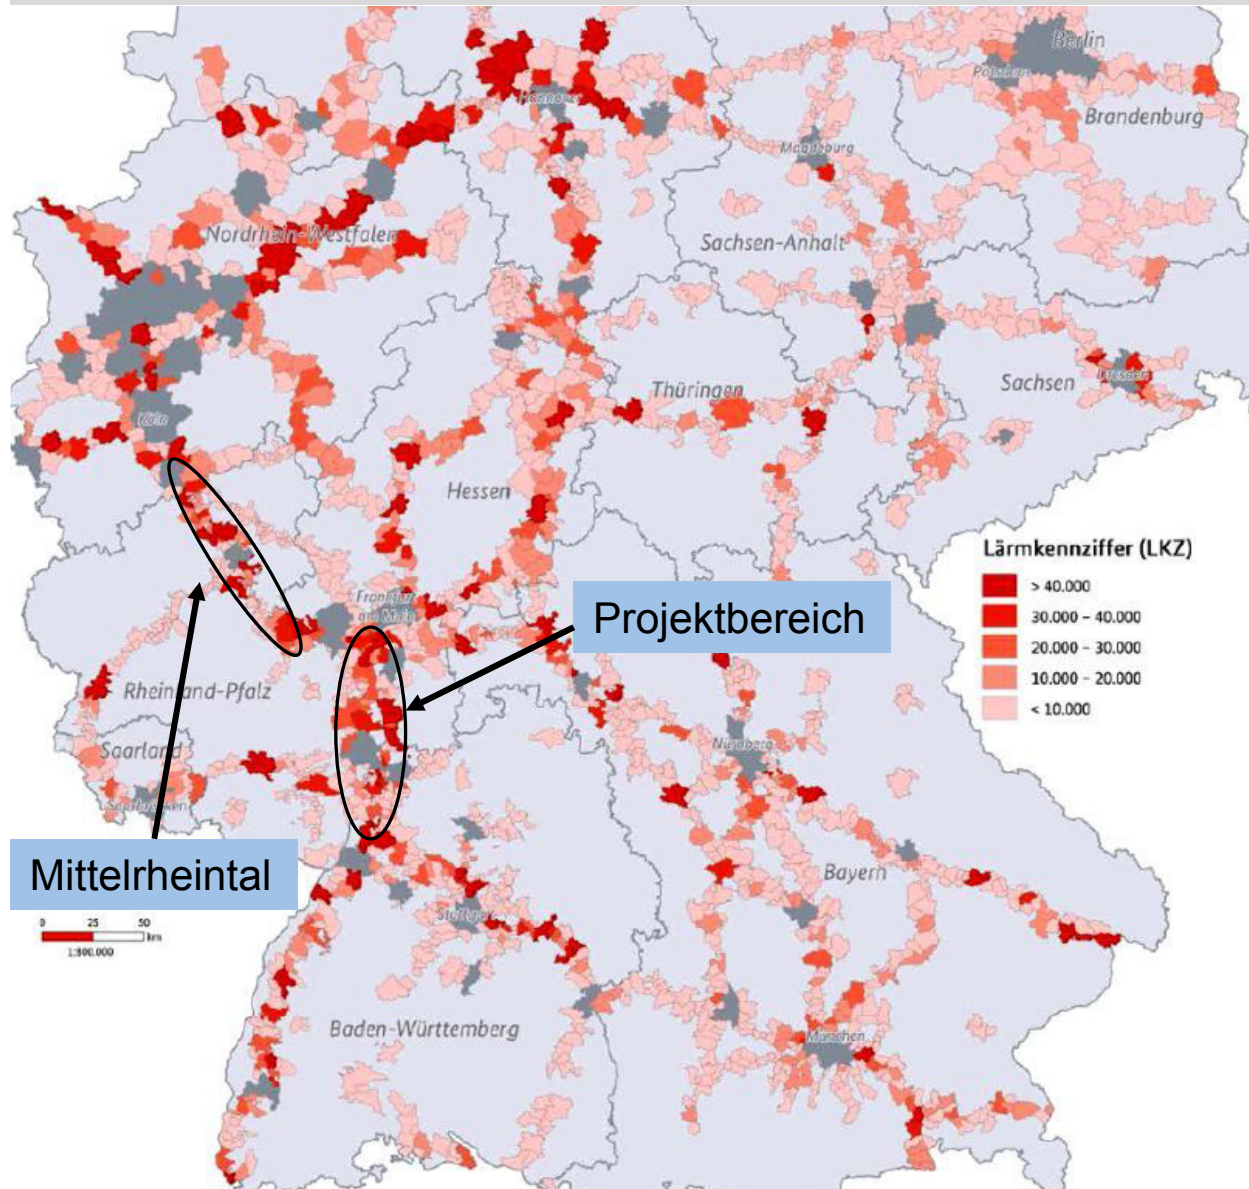 Berlin
Potsdam
Brandenburg
Hannover
Magdeburg
Nordrhein-Westfalen
Sachsen-Anhalt
Sachsen
Dresden
Thüringen
Köln
Hessen
Lärmkennziffer (LKZ)
> 40.000
30.000 – 40.000
20.000 – 30.000
10.000 – 20.000
< 10.000
Frankfurt
am Main
Projektbereich
Rheinland-Pfalz
Saarland
Saarbrücken
Nürnberg
Mittelrheintal
Bayern
0 25 50
km
1:800.000
Stuttgart
Baden-Württemberg
München